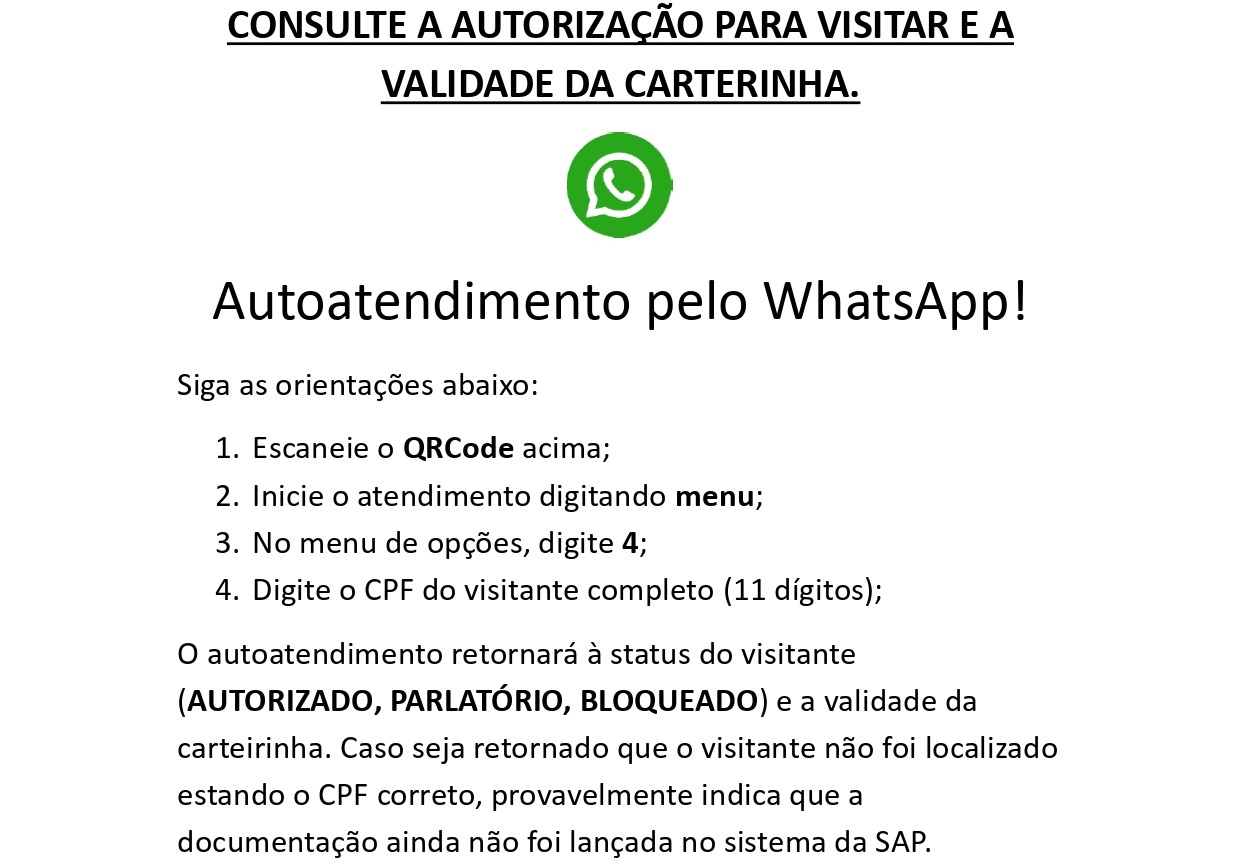 CONSULTE A AUTORIZAÇÃO PARA VISITAR E A
VALIDADE DA CARTERINHA.
Autoatendimento pelo WhatsApp!
Siga as orientações abaixo:
1. Escaneie o QRCode acima;
2. Inicie o atendimento digitando menu;
3. No menu de opções, digite 4;
4. Digite o CPF do visitante completo (11 dígitos);
O autoatendimento retornará à status do visitante
(AUTORIZADO, PARLATÓRIO, BLOQUEADO) e a validade da
carteirinha. Caso seja retornado que o visitante não foi localizado
estando o CPF correto, provavelmente indica que a
documentação ainda não foi lançada no sistema da SAP.